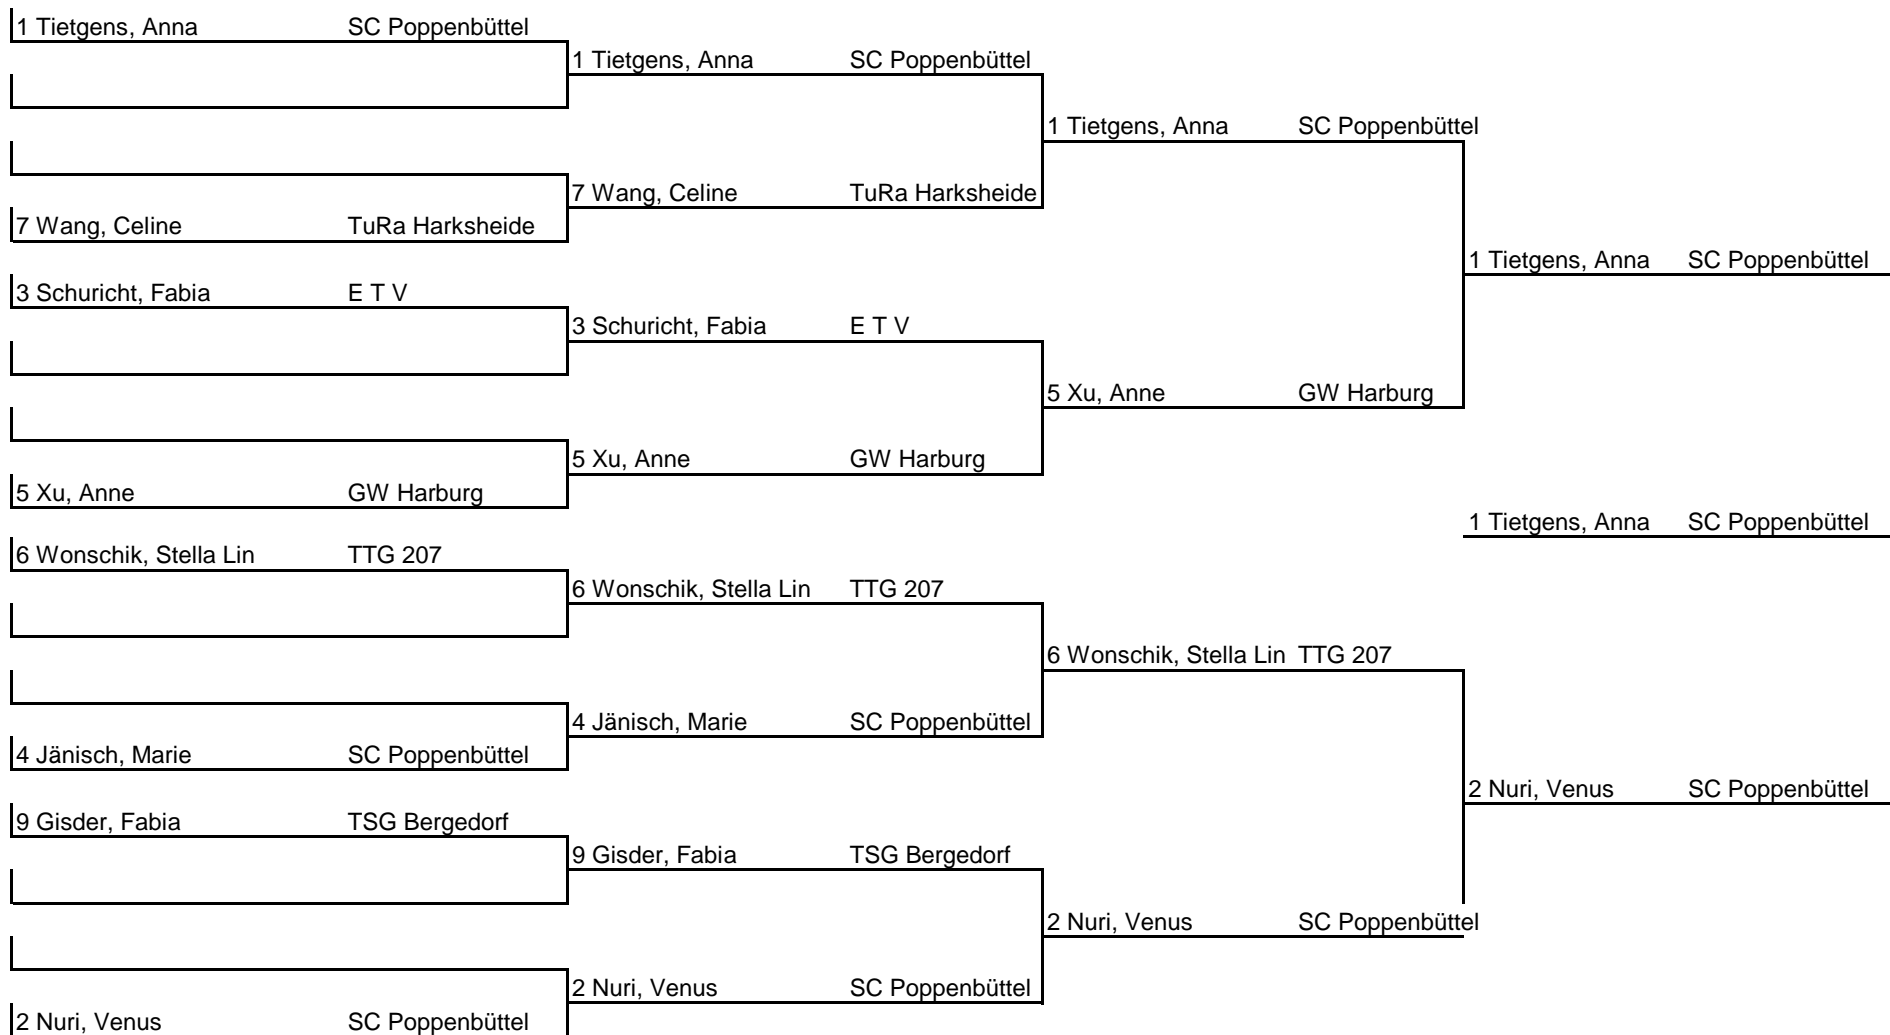 1 Tietgens, Anna SC Poppenbüttel
1 Tietgens, Anna SC Poppenbüttel
1 Tietgens, Anna SC Poppenbüttel
7 Wang, Celine TuRa Harksheide
7 Wang, Celine TuRa Harksheide
1 Tietgens, Anna SC Poppenbüttel
3 Schuricht, Fabia E T V
3 Schuricht, Fabia E T V
5 Xu, Anne GW Harburg
5 Xu, Anne GW Harburg
5 Xu, Anne GW Harburg
1 Tietgens, Anna SC Poppenbüttel
6 Wonschik, Stella Lin TTG 207
6 Wonschik, Stella Lin TTG 207
6 Wonschik, Stella Lin TTG 207
4 Jänisch, Marie SC Poppenbüttel
4 Jänisch, Marie SC Poppenbüttel
2 Nuri, Venus SC Poppenbüttel
9 Gisder, Fabia TSG Bergedorf
9 Gisder, Fabia TSG Bergedorf
2 Nuri, Venus SC Poppenbüttel
2 Nuri, Venus SC Poppenbüttel
2 Nuri, Venus SC Poppenbüttel